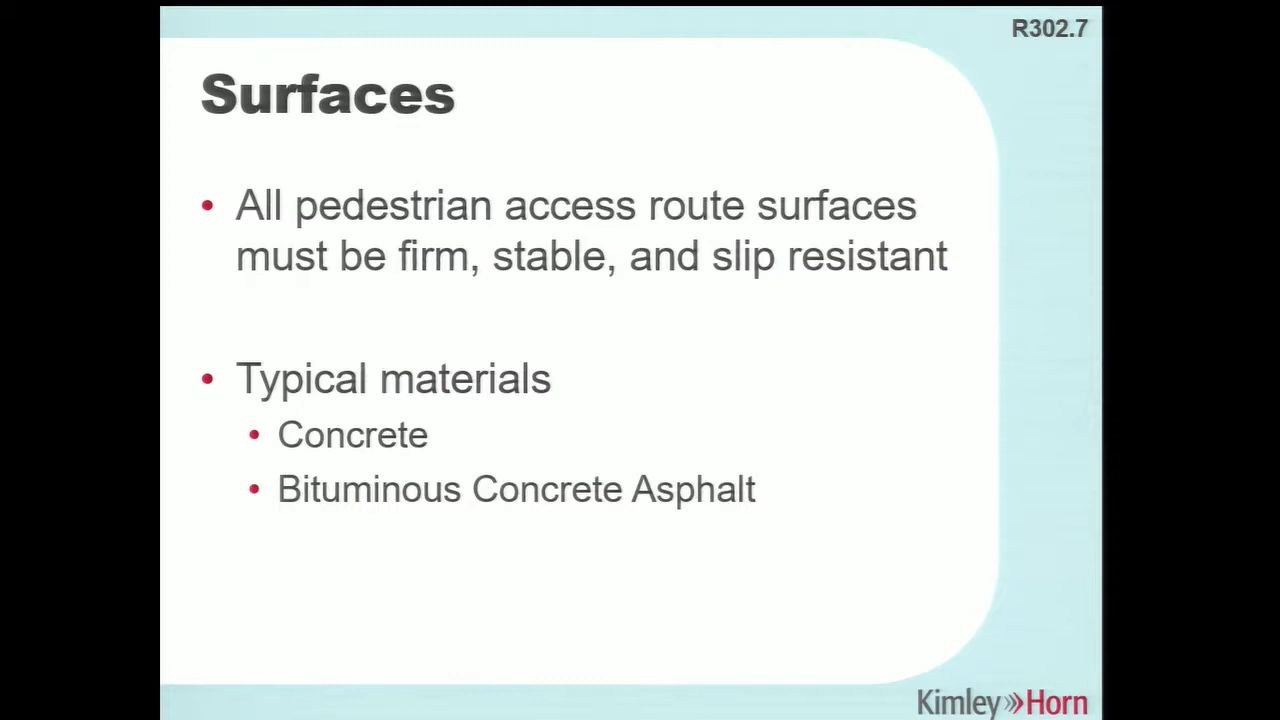 R302.7
Surfaces
• All pedestrian access route surfaces
must be firm, stable, and slip resistant
• Typical materials
• Concrete
• Bituminous Concrete Asphalt
Kimley»Horn